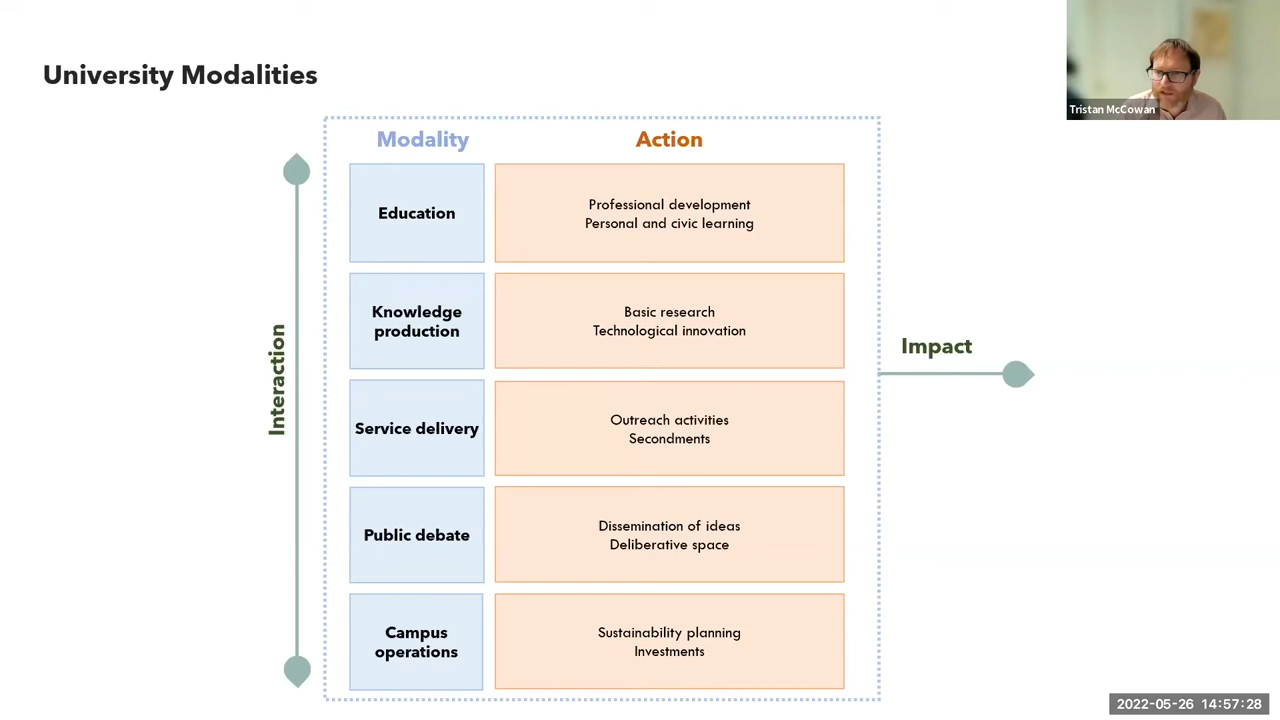 University Modalities
Tristan McCowan
Modality
Action
Education
Professional development
Personal and civic learning
Knowledge
production
Basic research
Technological innovation
Interaction
Impact
Service delivery
Outreach activities
Secondments
Public debate
Dissemination of ideas
Deliberative space
Campus
operations
Sustainability planning
Investments
2022-05-26 14:57:28